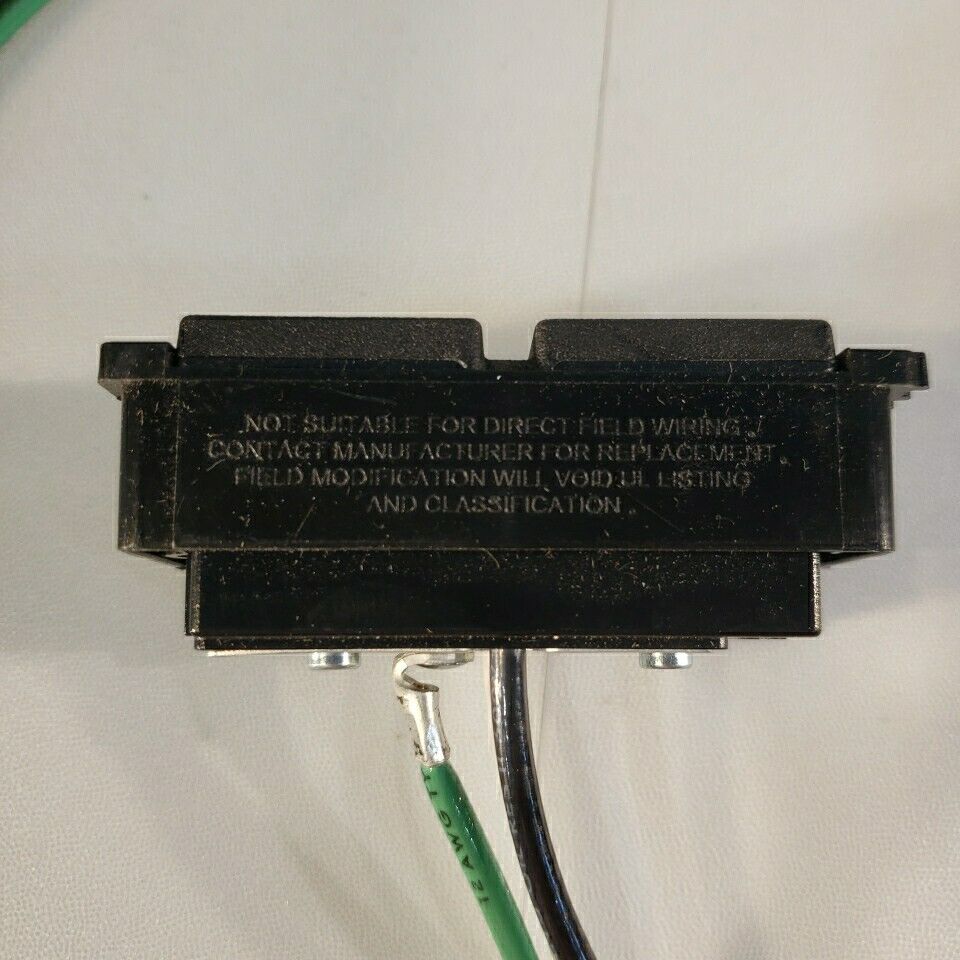 NOT SUITABLE FOR DIRECT FIELD WIRING
CONTACT MANUFACTURER FOR REPLACEMENT
FIELD MODIFICATION WILL VOID UL LISTING
AND CLASSIFICATION
12 AWG